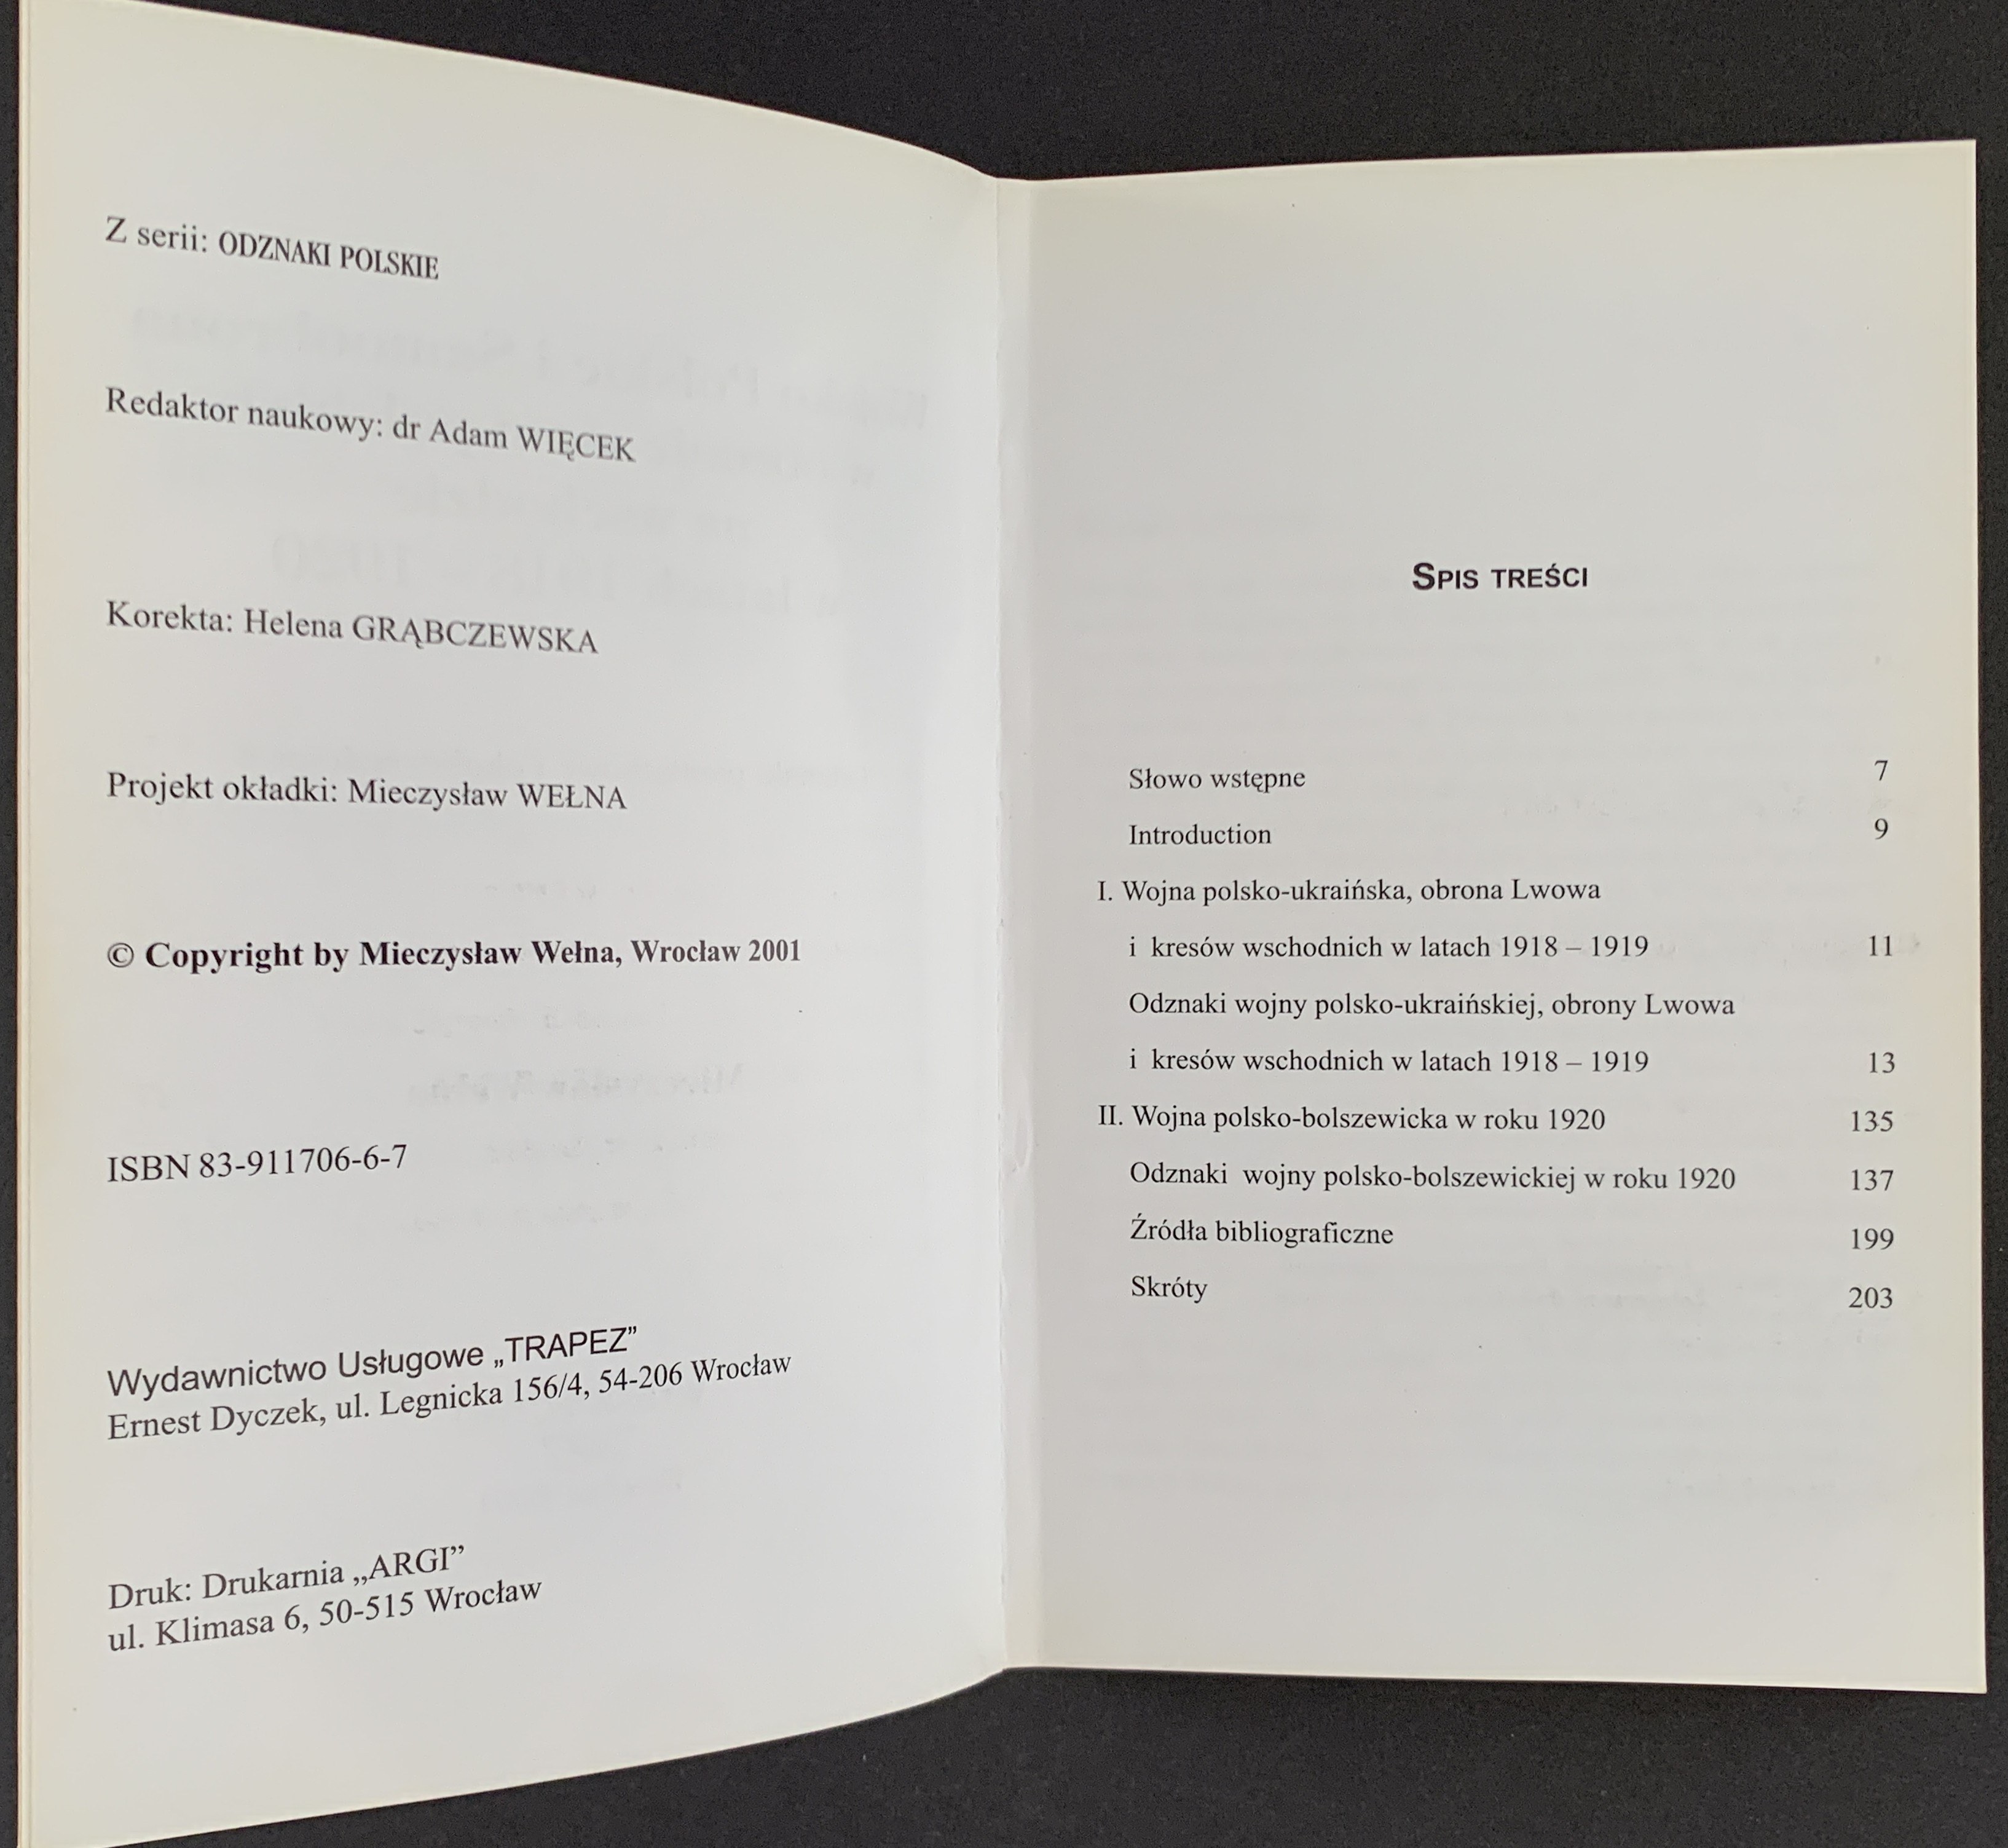 Z serii: ODZNAKI POLSKIE
Redaktor naukowy: dr Adam WIĘCEK
Korekta: Helena GRĄBCZEWSKA
Projekt okładki: Mieczysław WEŁNA
© Copyright by Mieczysław Wełna, Wrocław 2001
ISBN 83-911706-6-7
Wydawnictwo Usługowe „TRAPEZ”
Ernest Dyczek, ul. Legnicka 156/4, 54-206 Wrocław
Druk: Drukarnia „ARGI”
ul. Klimasa 6, 50-515 Wrocław
SPIS TREŚCI
Słowo wstępne 7
Introduction 9
I. Wojna polsko-ukraińska, obrona Lwowa
i kresów wschodnich w latach 1918 – 1919 11
Odznaki wojny polsko-ukraińskiej, obrony Lwowa
i kresów wschodnich w latach 1918 – 1919 13
II. Wojna polsko-bolszewicka w roku 1920 135
Odznaki wojny polsko-bolszewickiej w roku 1920 137
Źródła bibliograficzne 199
Skróty 203